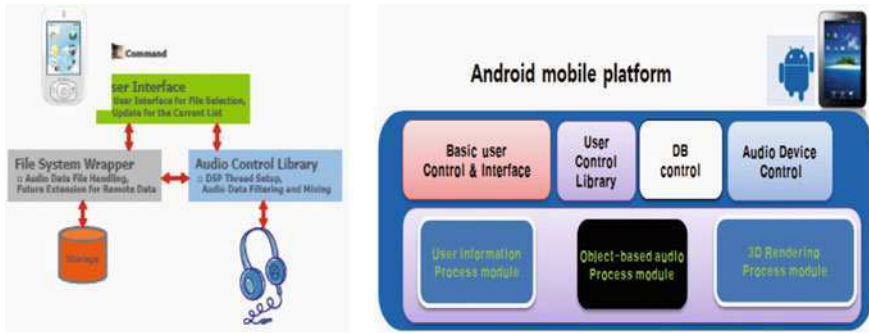 Command
ser Interface
User Interface for File Selection,
Update for the Current List
File System Wrapper
:: Audio Data File Handling,
Future Extension for Remote Data
Audio Control Library
:: DSP Thread Setup,
Audio Data Filtering and Mixing
Storage
Android mobile platform
Basic user
Control & Interface
User
Control
Library
DB
control
Audio Device
Control
User Information
Process module
Object-based audio
Process module
3D Rendering
Process module